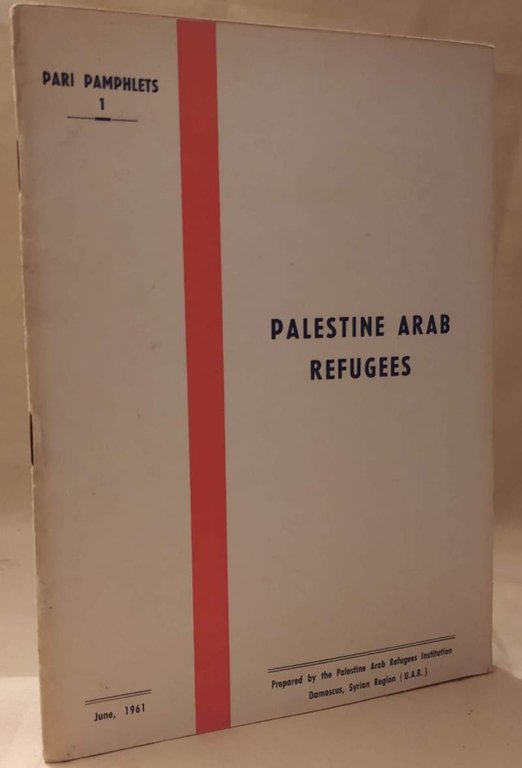 PARI PAMPHLETS
1
PALESTINE ARAB
REFUGEES
Prepared by the Palestine Arab Refugees Institution
Damascus, Syrian Region ( U.A.R. )
June, 1961